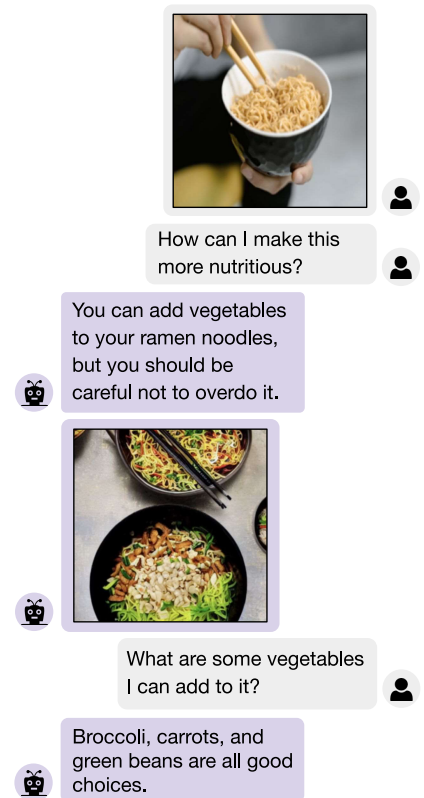 How can I make this
more nutritious?
You can add vegetables
to your ramen noodles,
but you should be
careful not to overdo it.
What are some vegetables
I can add to it?
Broccoli, carrots, and
green beans are all good
choices.